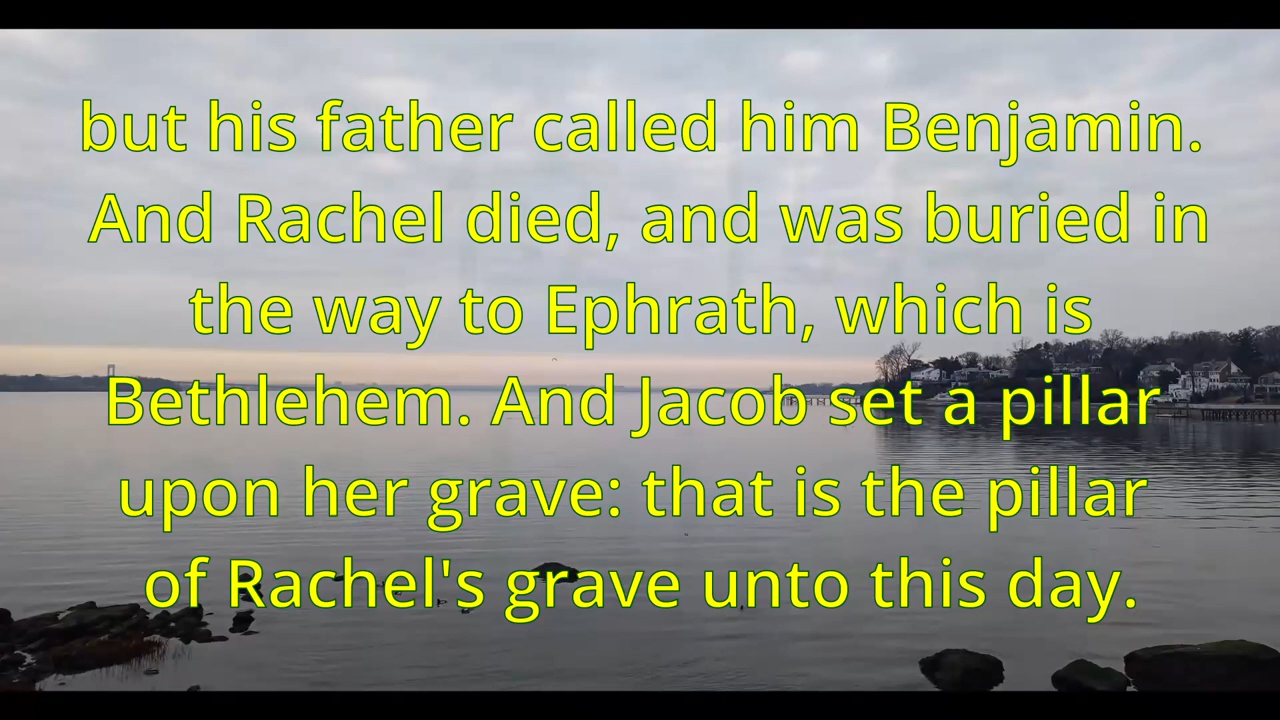 but his father called him Benjamin.
And Rachel died, and was buried in
the way to Ephrath, which is
Bethlehem. And Jacob set a pillar
upon her grave: that is the pillar
of Rachel's grave unto this day.